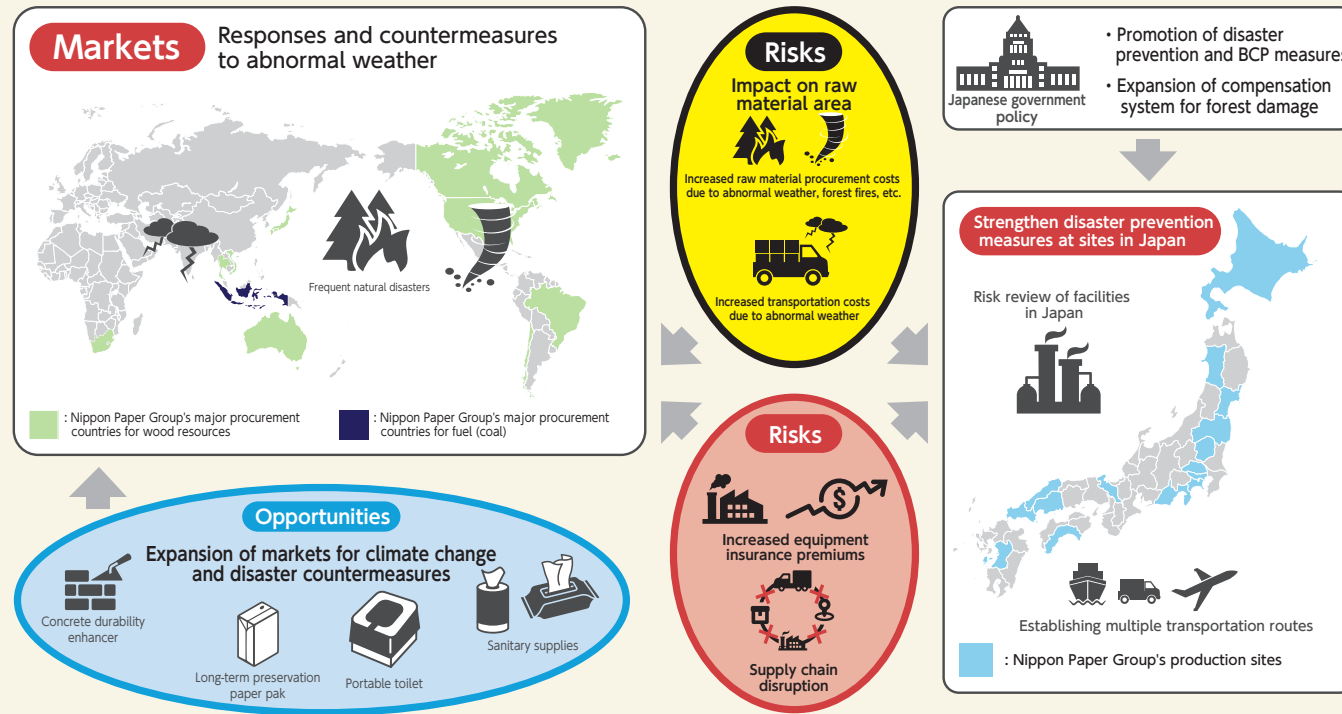 Markets
Responses and countermeasures
to abnormal weather
Frequent natural disasters
: Nippon Paper Group's major procurement
countries for wood resources
: Nippon Paper Group's major procurement
countries for fuel (coal)
Opportunities
Expansion of markets for climate change
and disaster countermeasures
Concrete durability
enhancer
Long-term preservation
paper pak
Portable toilet
Sanitary supplies
Risks
Impact on raw
material area
Increased raw material procurement costs
due to abnormal weather, forest fires, etc.
Increased transportation costs
due to abnormal weather
Risks
$
Increased equipment
insurance premiums
Supply chain
disruption
Japanese government
policy
• Promotion of disaster
prevention and BCP measures
• Expansion of compensation
system for forest damage
Strengthen disaster prevention
measures at sites in Japan
Risk review of facilities
in Japan
Establishing multiple transportation routes
: Nippon Paper Group's production sites